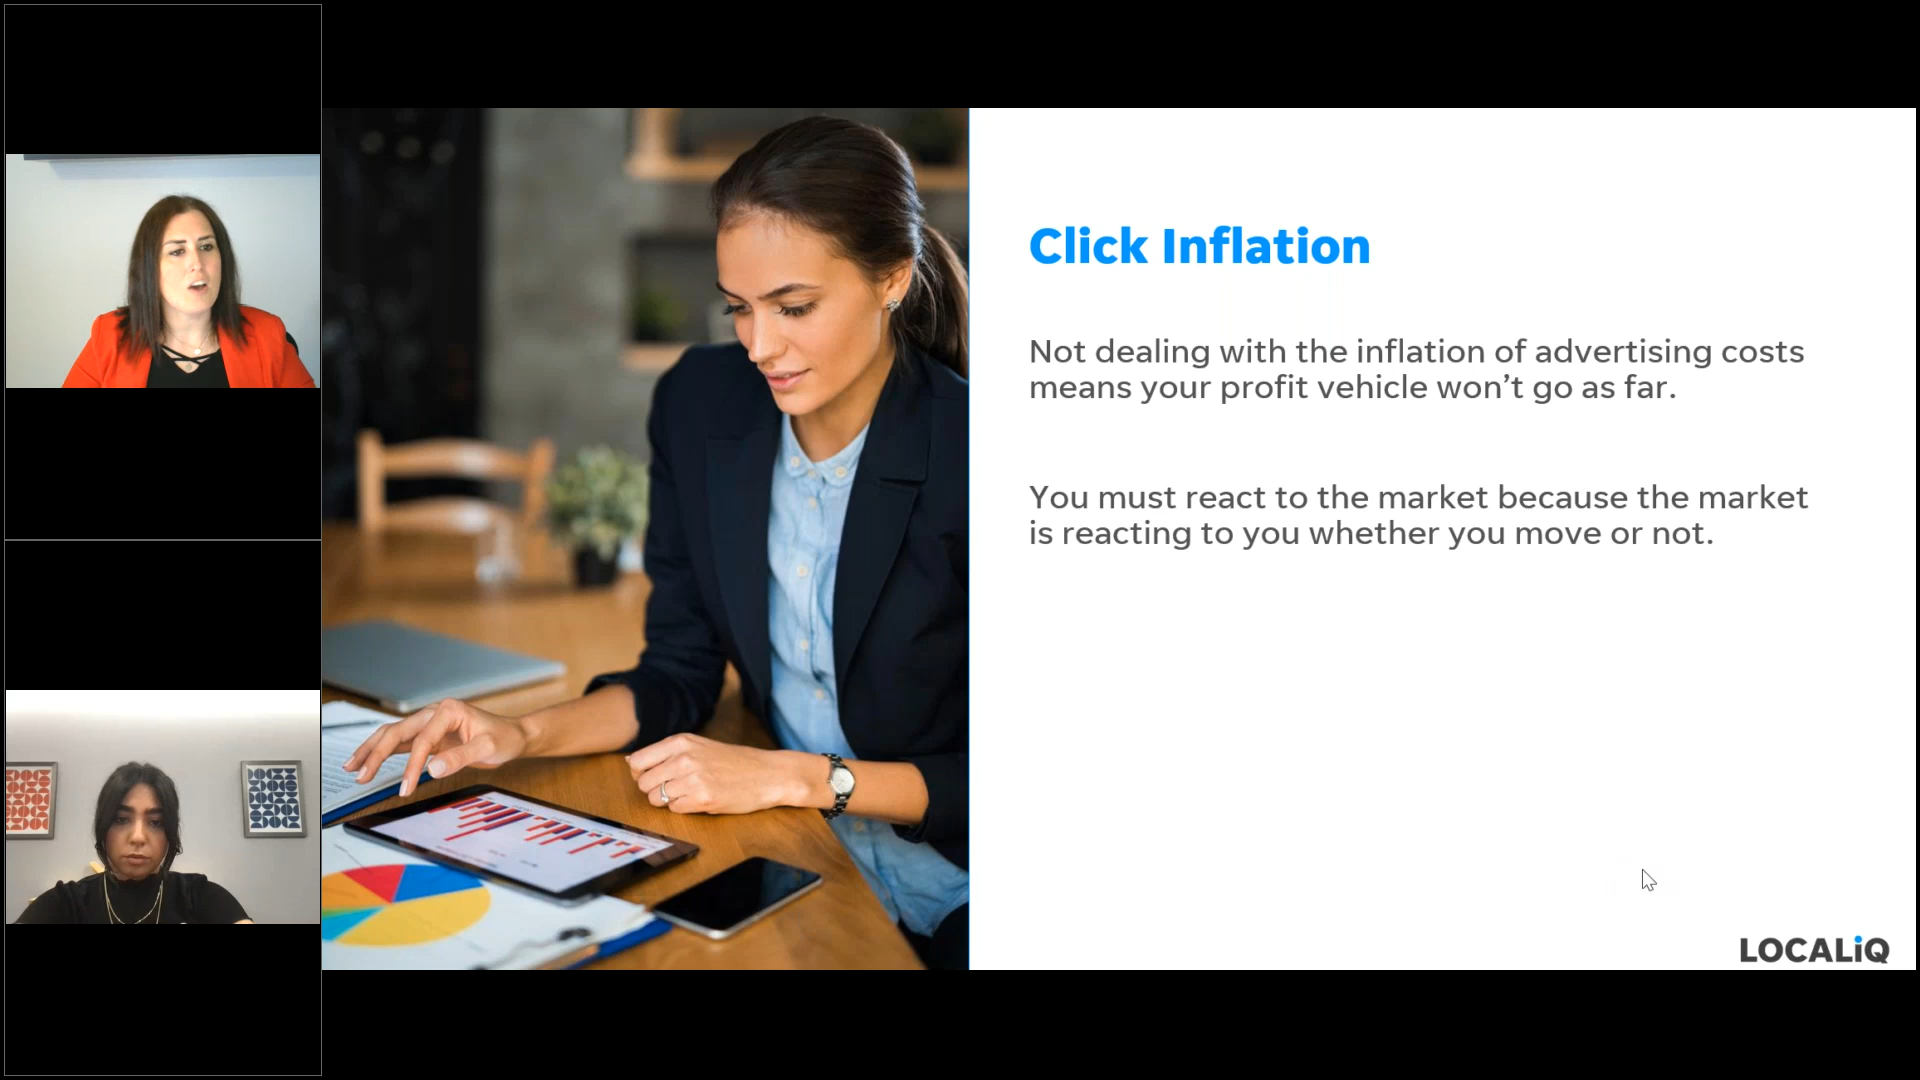 Click Inflation
Not dealing with the inflation of advertising costs
means your profit vehicle won’t go as far.
You must react to the market because the market
is reacting to you whether you move or not.
LOCALiQ